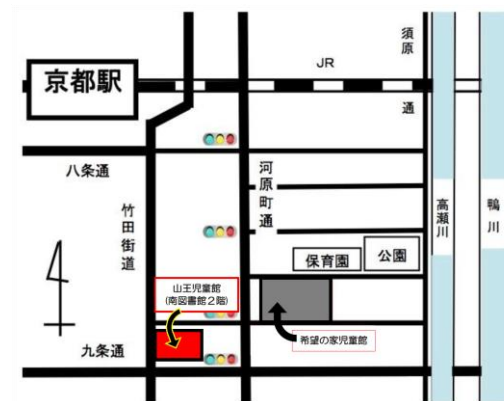 須原
JR
京都駅
通
八条通
河原町通
竹田街道
高瀬川
鴨川
保育園
公園
山王児童館
(南図書館2階)
希望の家児童館
九条通